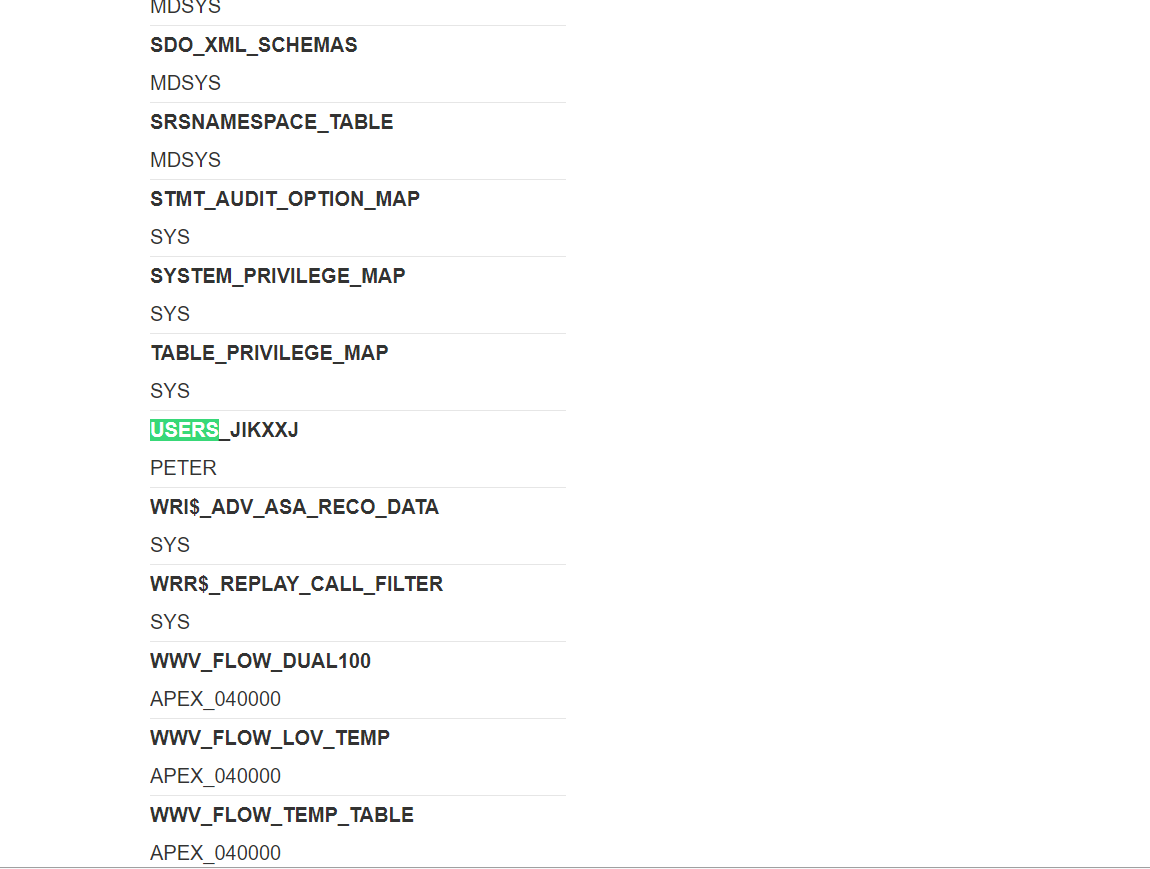 MDSYS
SDO_XML_SCHEMAS
MDSYS
SRSNAMESPACE_TABLE
MDSYS
STMT_AUDIT_OPTION_MAP
SYS
SYSTEM_PRIVILEGE_MAP
SYS
TABLE_PRIVILEGE_MAP
SYS
USERS_JIKXXJ
PETER
WRI$_ADV_ASA_RECO_DATA
SYS
WRR$_REPLAY_CALL_FILTER
SYS
WWV_FLOW_DUAL100
APEX_040000
WWV_FLOW_LOV_TEMP
APEX_040000
WWV_FLOW_TEMP_TABLE
APEX_040000